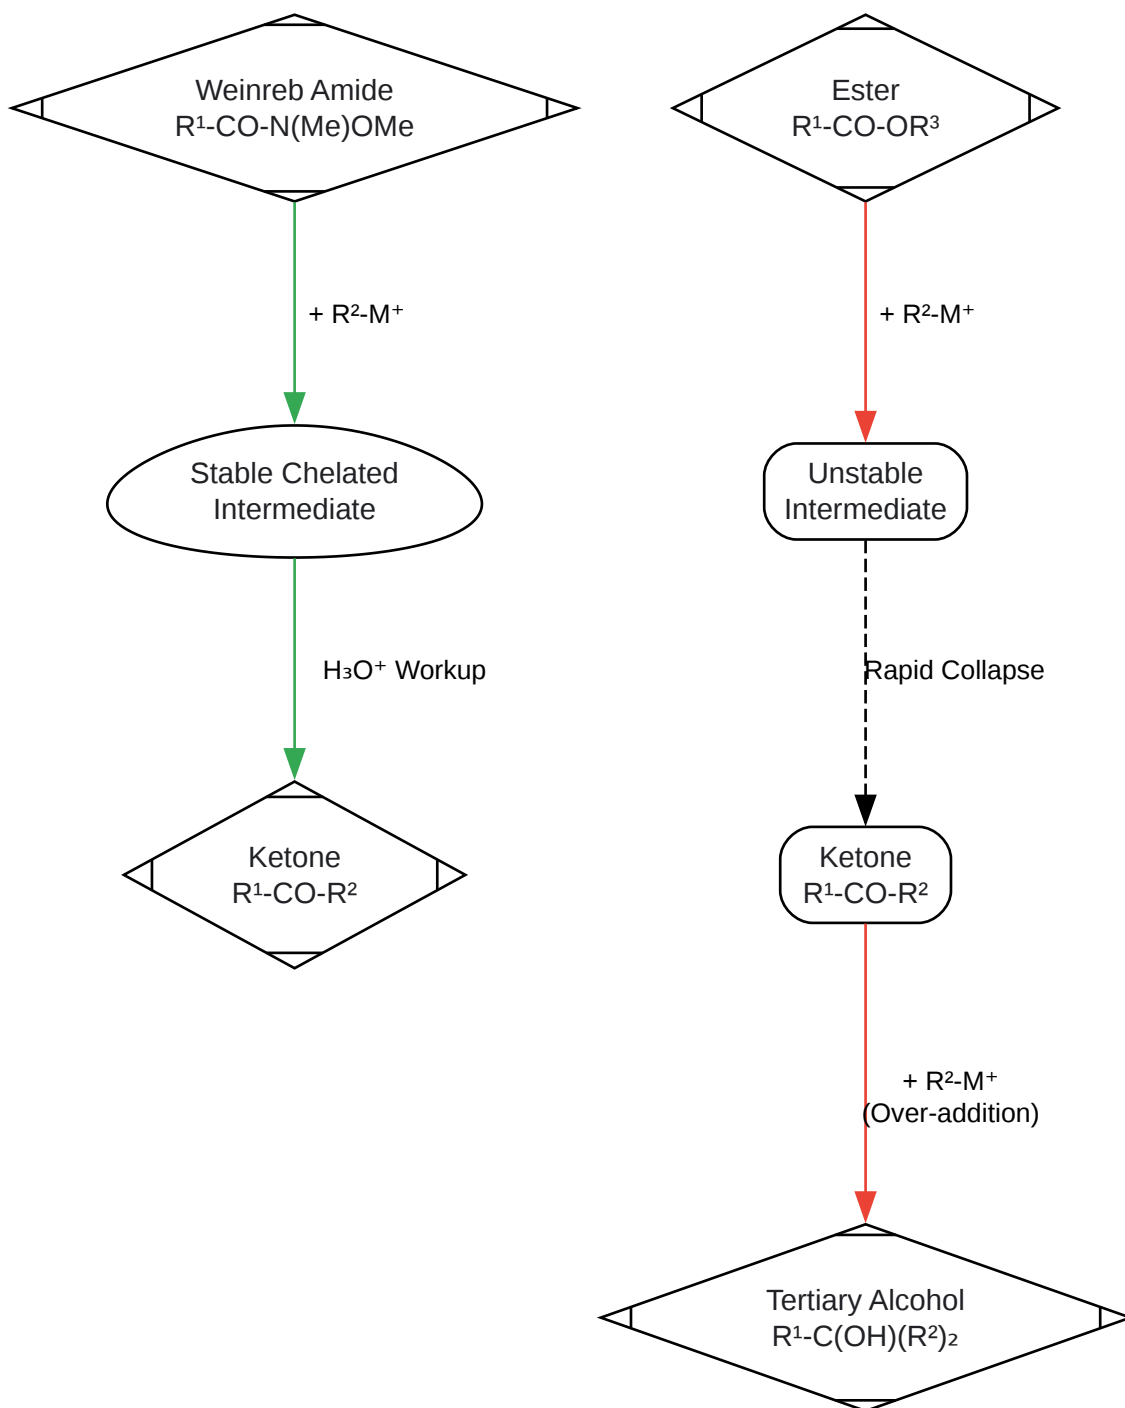 Weinreb Amide
R¹-CO-N(Me)OMe
+ R²-M⁺
Stable Chelated
Intermediate
H₃O⁺ Workup
Ketone
R¹-CO-R²
Ester
R¹-CO-OR³
+ R²-M⁺
Unstable
Intermediate
Rapid Collapse
Ketone
R¹-CO-R²
+ R²-M⁺
(Over-addition)
Tertiary Alcohol
R¹-C(OH)(R²)₂